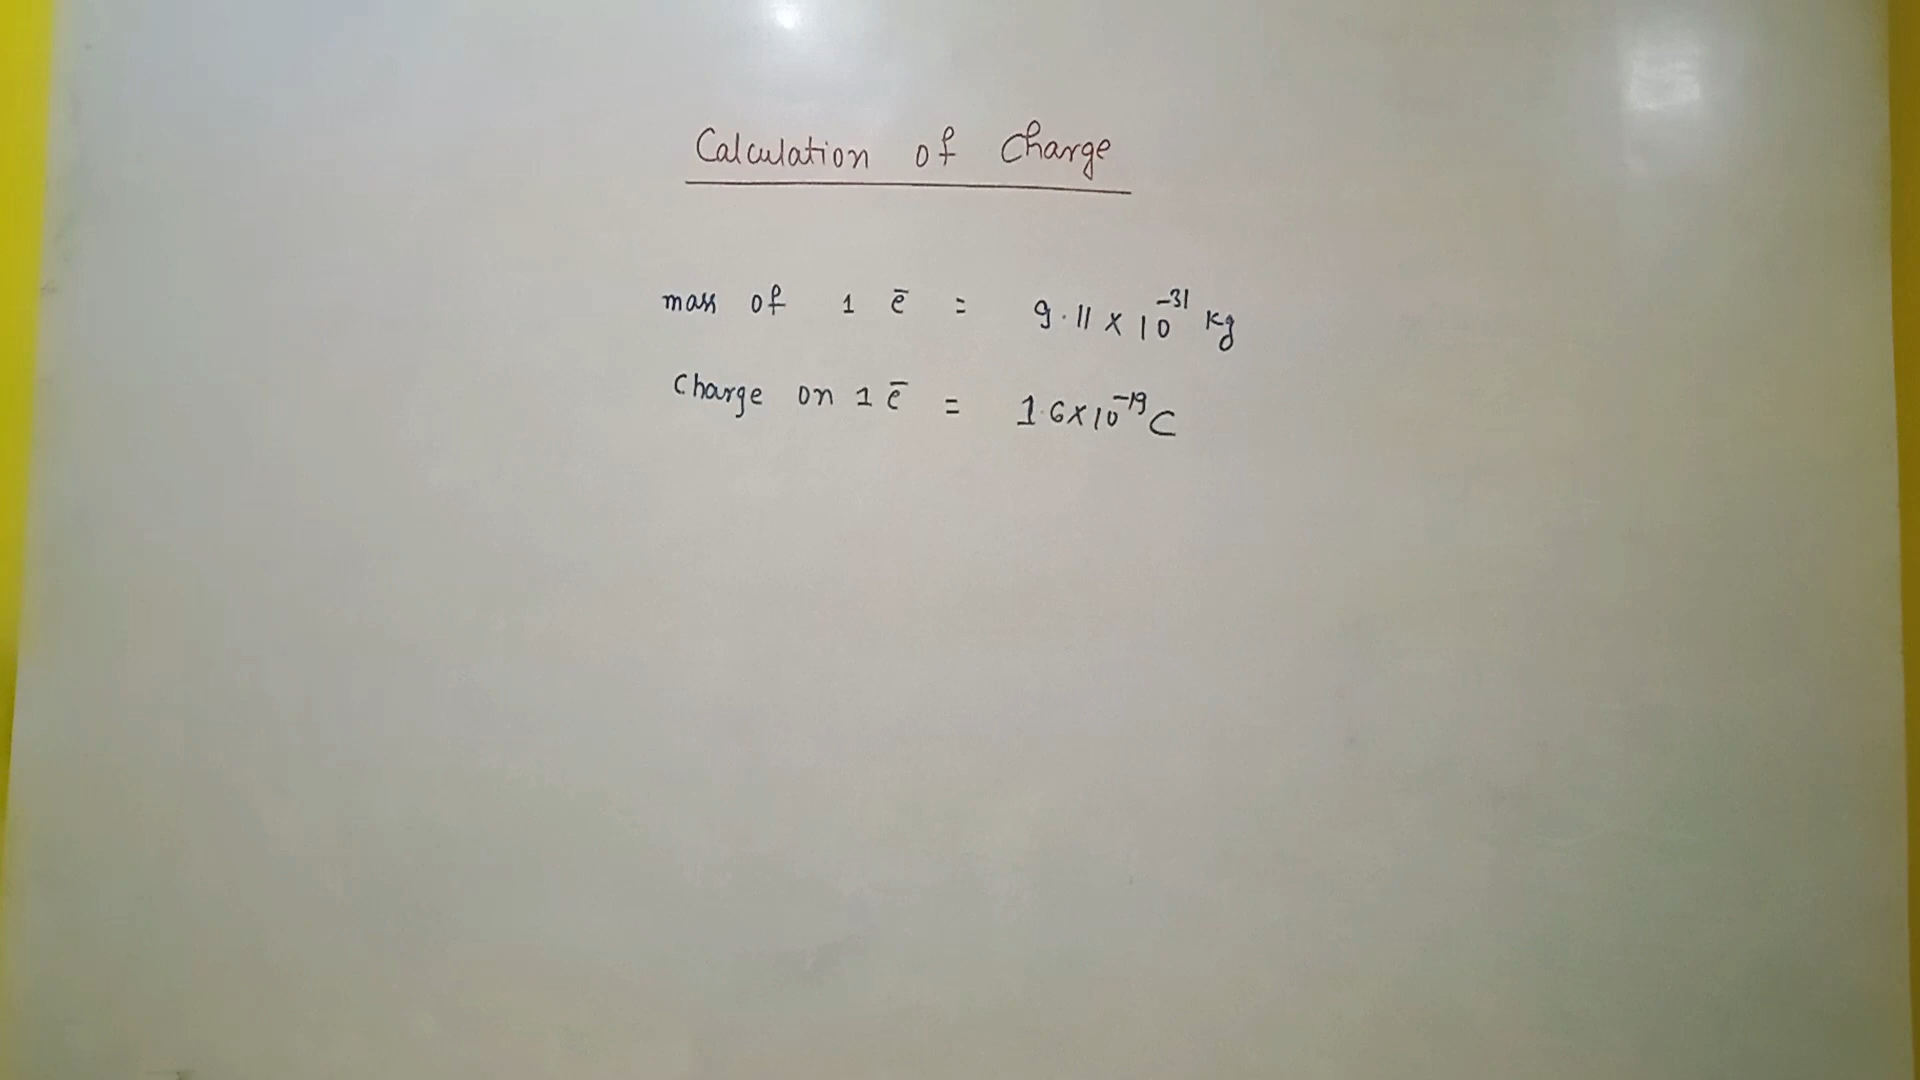 Calculation of Charge
mass of 1 ē = 9.11 × 10⁻³¹ kg
Charge on 1 ē = 1.6×10⁻¹⁹ C